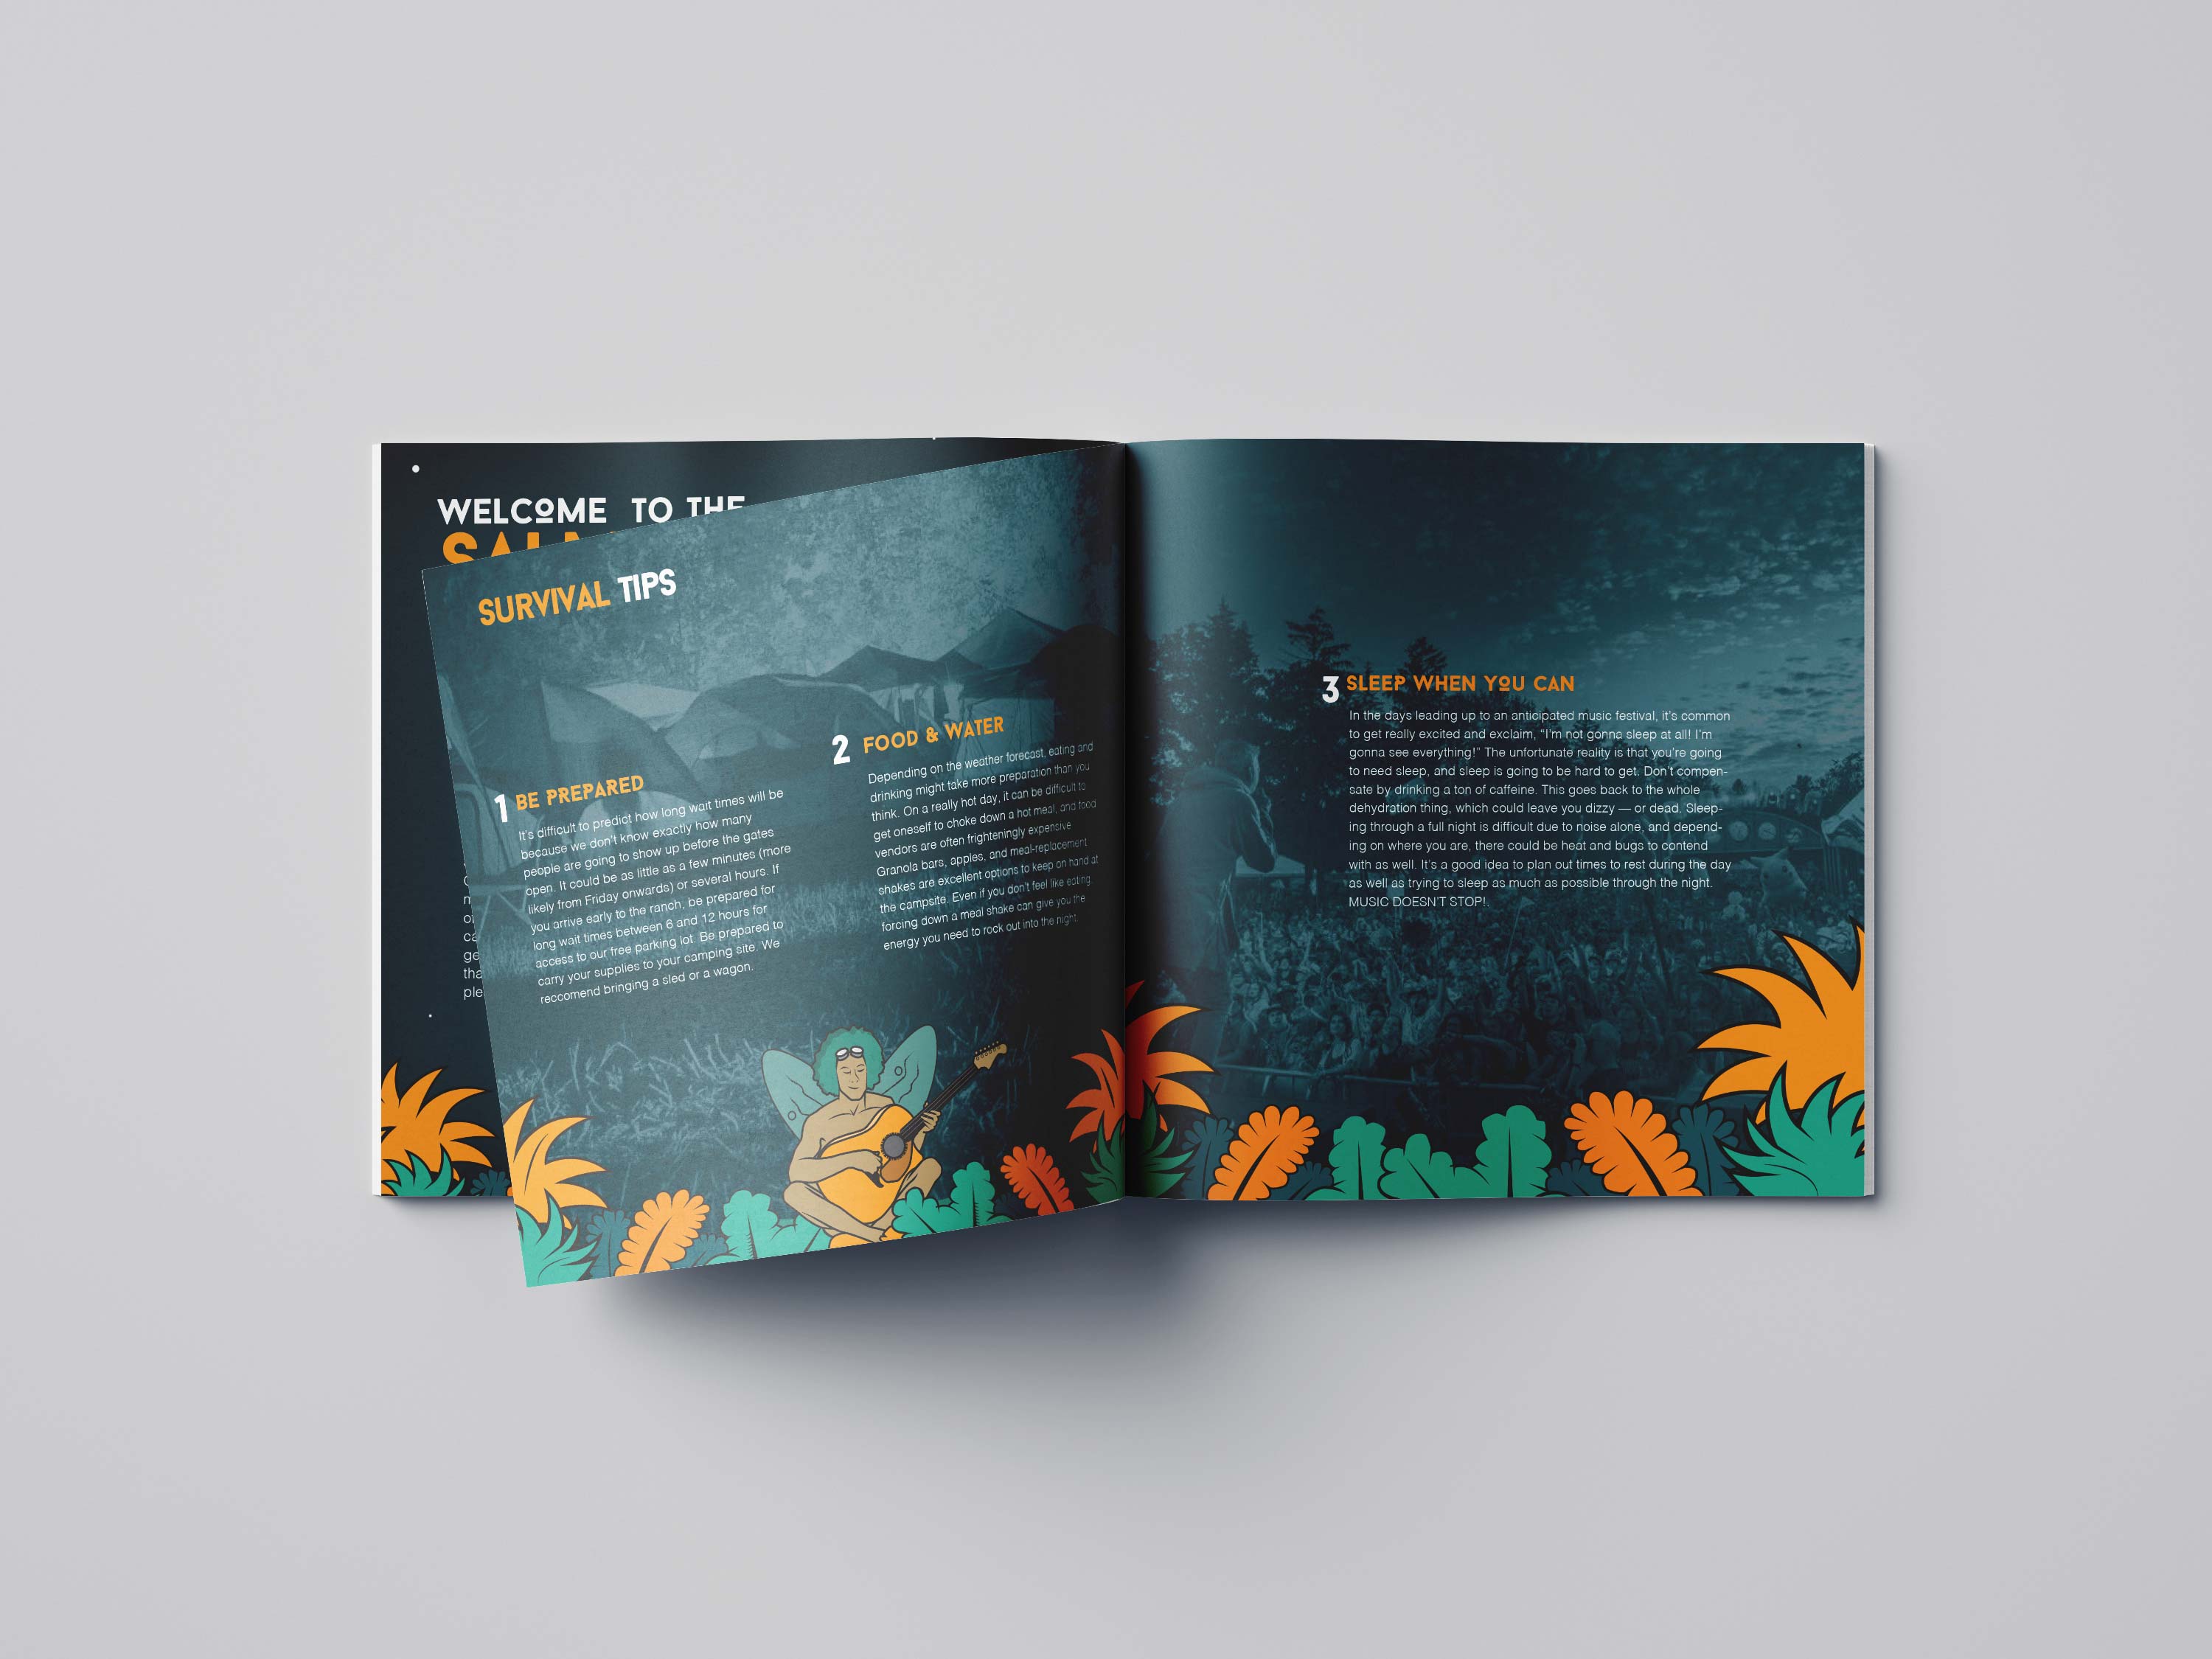 WELCOME TO THE
SURVIVAL TIPS
1 BE PREPARED
It's difficult to predict how long wait times will be
because we don't know exactly how many
people are going to show up before the gates
open. It could be as little as a few minutes (more
likely from Friday onwards) or several hours. If
you arrive early to the ranch, be prepared for
long wait times between 6 and 12 hours for
access to our free parking lot. Be prepared to
carry your supplies to your camping site. We
reccomend bringing a sled or a wagon.
2 FOOD & WATER
Depending on the weather forecast, eating and
drinking might take more preparation than you
think. On a really hot day, it can be difficult to
get oneself to choke down a hot meal, and food
vendors are often frighteningly expensive
Granola bars, apples, and meal-replacement
shakes are excellent options to keep on hand at
the campsite. Even if you don't feel like eating,
forcing down a meal shake can give you the
energy you need to rock out into the night.
3 SLEEP WHEN YOU CAN
In the days leading up to an anticipated music festival, it's common
to get really excited and exclaim, "I'm not gonna sleep at all! I'm
gonna see everything!" The unfortunate reality is that you're going
to need sleep, and sleep is going to be hard to get. Don't compen-
sate by drinking a ton of caffeine. This goes back to the whole
dehydration thing, which could leave you dizzy — or dead. Sleep-
ing through a full night is difficult due to noise alone, and depend-
ing on where you are, there could be heat and bugs to contend
with as well. It's a good idea to plan out times to rest during the day
as well as trying to sleep as much as possible through the night.
MUSIC DOESN'T STOP!.